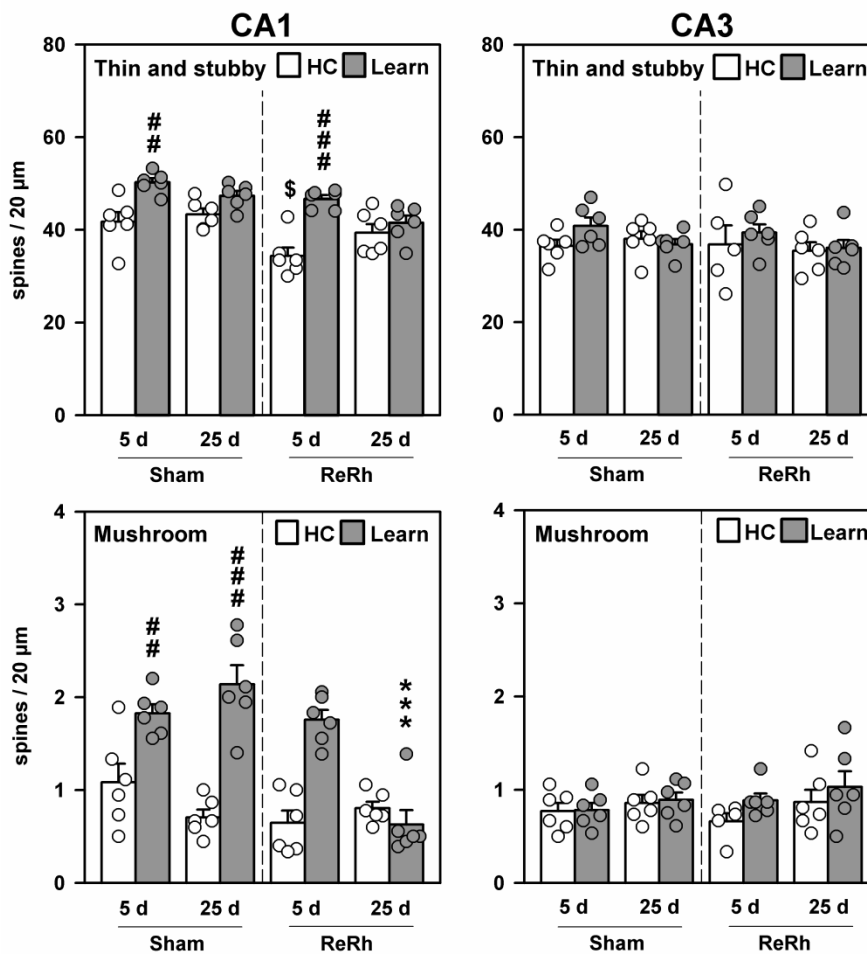 CA1
Thin and stubby HC Learn
spines / 20 µm
80
60
40
20
0
##
$
###
5 d 25 d 5 d 25 d
Sham ReRh
CA3
Thin and stubby HC Learn
80
60
40
20
0
5 d 25 d 5 d 25 d
Sham ReRh
Mushroom HC Learn
spines / 20 µm
4
3
2
1
0
##
###
***
5 d 25 d 5 d 25 d
Sham ReRh
Mushroom HC Learn
4
3
2
1
0
5 d 25 d 5 d 25 d
Sham ReRh